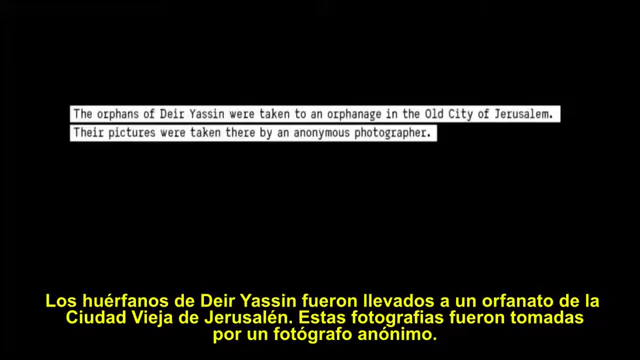 The orphans of Deir Yassin were taken to an orphanage in the Old City of Jerusalem.
Their pictures were taken there by an anonymous photographer.
Los huérfanos de Deir Yassin fueron llevados a un orfanato de la
Ciudad Vieja de Jerusalén. Estas fotografias fueron tomadas
por un fotógrafo anónimo.